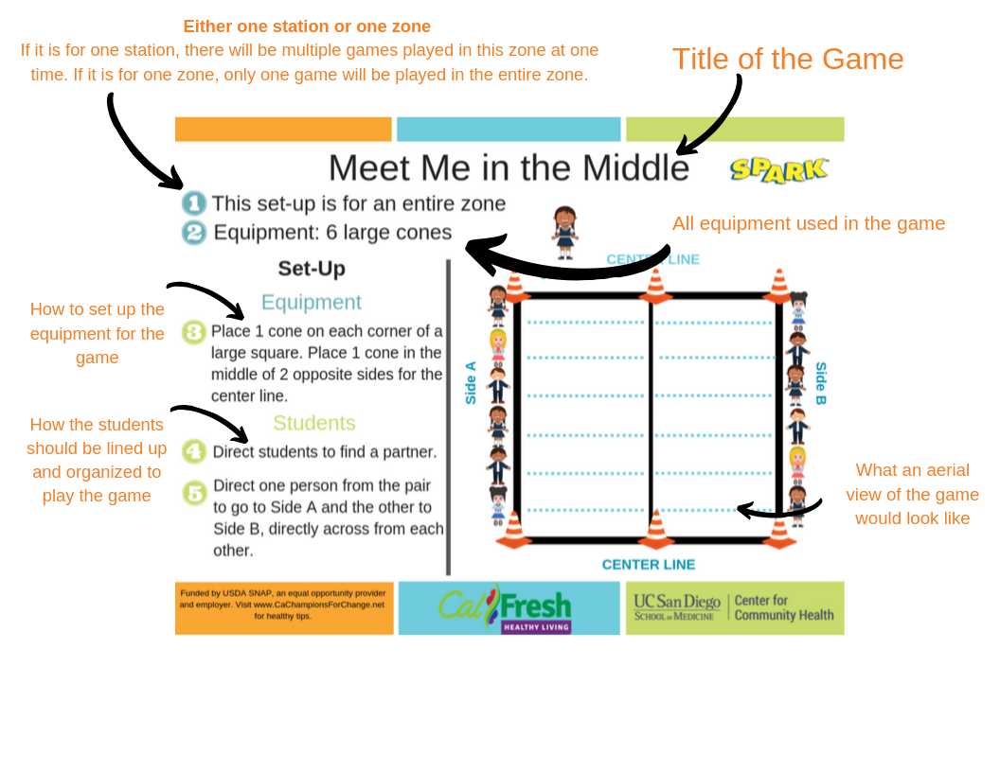 Either one station or one zone
If it is for one station, there will be multiple games played in this zone at one
time. If it is for one zone, only one game will be played in the entire zone.
Title of the Game
Meet Me in the Middle
SPARK
1 This set-up is for an entire zone
2 Equipment: 6 large cones
All equipment used in the game
Set-Up
Equipment
How to set up the
equipment for the
game
3 Place 1 cone on each corner of a
large square. Place 1 cone in the
middle of 2 opposite sides for the
center line.
Students
How the students
should be lined up
and organized to
play the game
4 Direct students to find a partner.
5 Direct one person from the pair
to go to Side A and the other to
Side B, directly across from each
other.
CENTER LINE
Side A
Side B
What an aerial
view of the game
would look like
CENTER LINE
Funded by USDA SNAP, an equal opportunity provider
and employer. Visit www.CaChampionsForChange.net
for healthy tips.
CalFresh
HEALTHY LIVING
UC San Diego
SCHOOL OF MEDICINE
Center for
Community Health